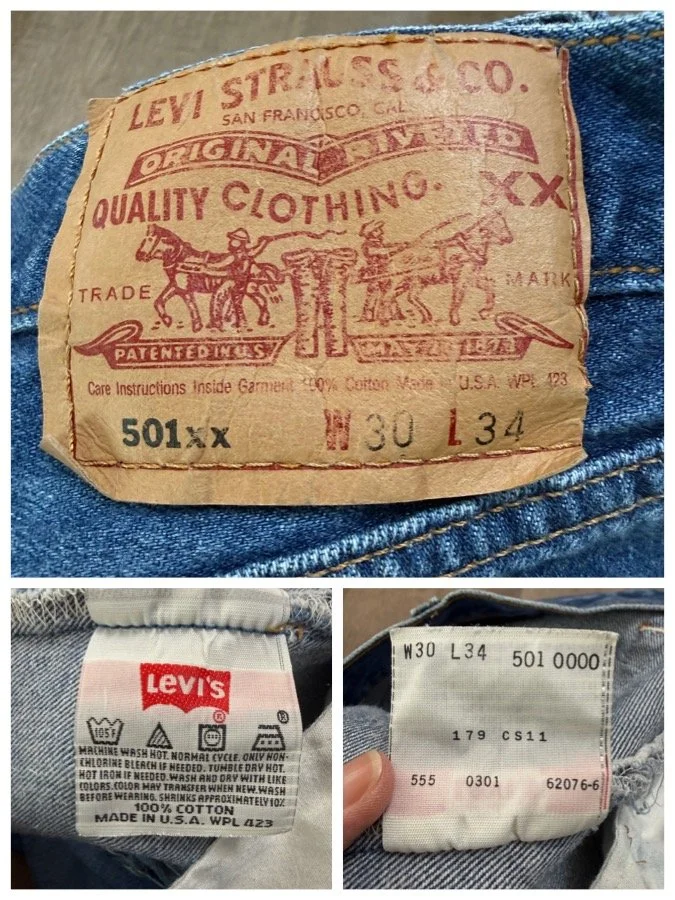 LEVI STRAUSS & CO.
SAN FRANCISCO, CAL.
ORIGINAL RIVETED
QUALITY CLOTHING. XX
TRADE MARK
PATENTED IN U.S. MAY 20 1873
Care Instructions Inside Garment 100% Cotton Made in U.S.A. WPL 423
501xx W 30 L 34
LEVI'S
®
®
105F
MACHINE WASH HOT. NORMAL CYCLE. ONLY NON-
CHLORINE BLEACH IF NEEDED. TUMBLE DRY HOT.
HOT IRON IF NEEDED. WASH AND DRY WITH LIKE
COLORS. COLOR MAY TRANSFER WHEN NEW. WASH
BEFORE WEARING. SHRINKS APPROXIMATELY 10%
100% COTTON
MADE IN U.S.A. WPL 423
W30 L34 501 0000
179 CS11
555 0301 62076-6